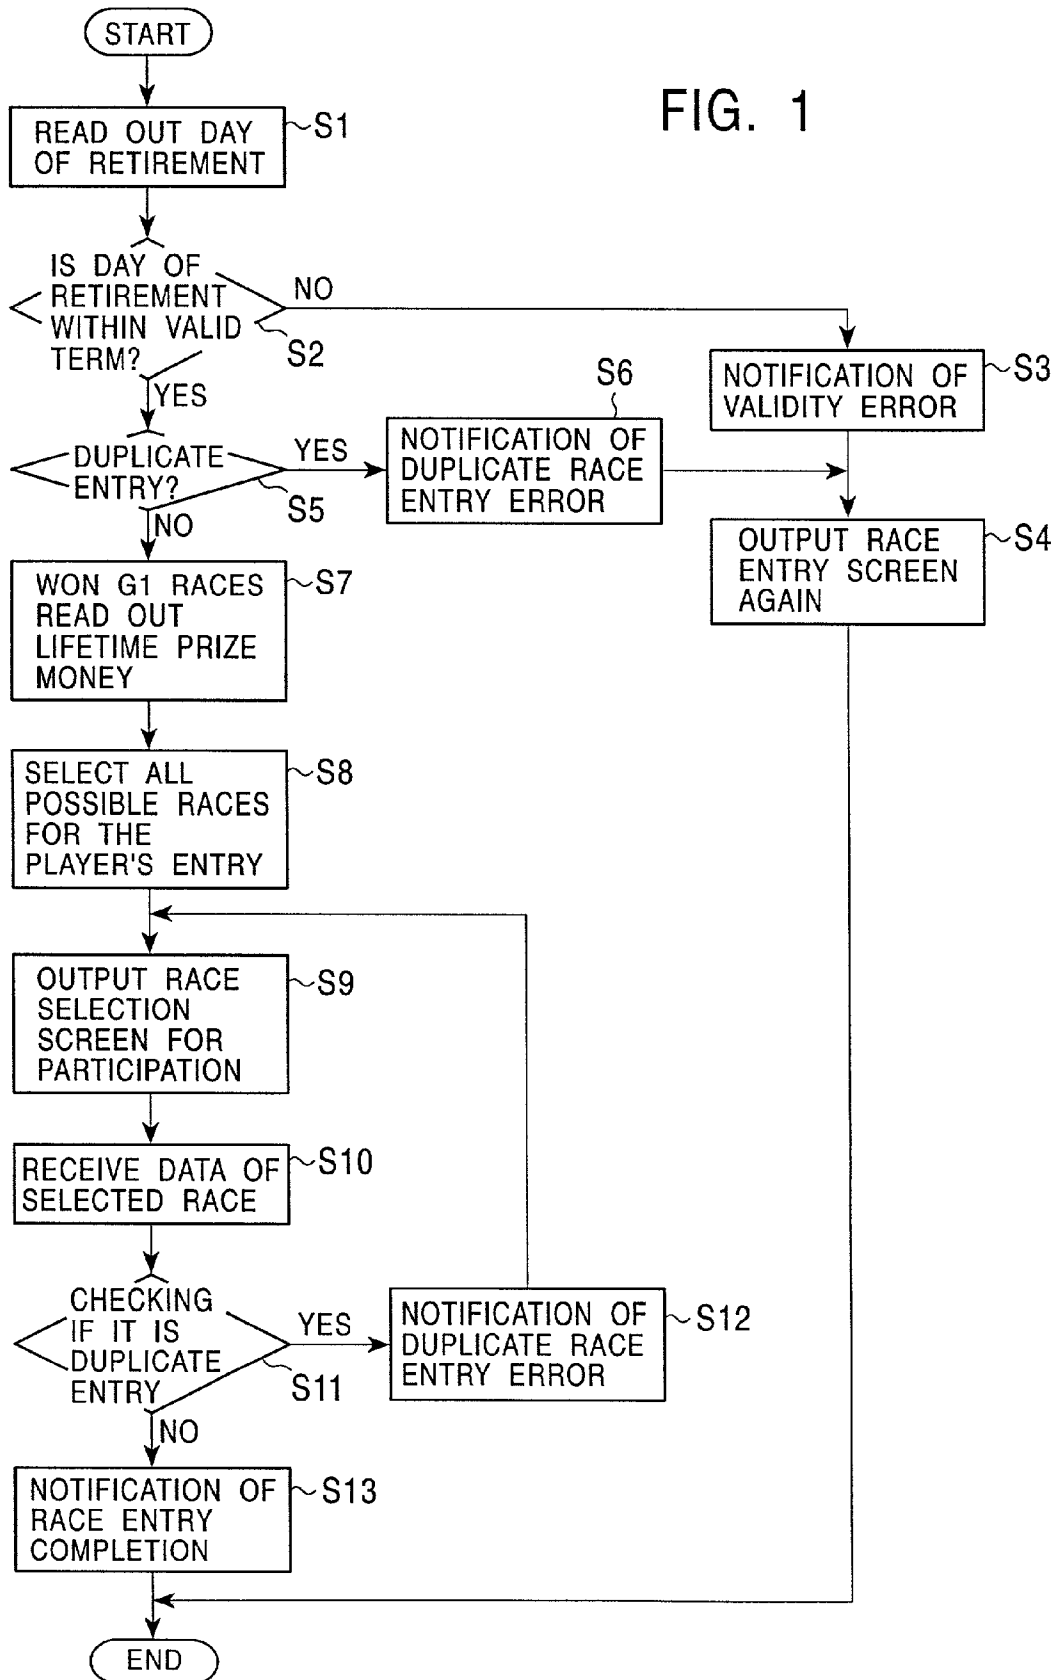 START
FIG. 1
READ OUT DAY
OF RETIREMENT
S1
IS DAY OF
RETIREMENT
WITHIN VALID
TERM?
S2
NO
YES
NOTIFICATION OF
VALIDITY ERROR
S3
DUPLICATE
ENTRY?
S5
YES
NO
S6
NOTIFICATION OF
DUPLICATE RACE
ENTRY ERROR
OUTPUT RACE
ENTRY SCREEN
AGAIN
S4
WON G1 RACES
READ OUT
LIFETIME PRIZE
MONEY
S7
SELECT ALL
POSSIBLE RACES
FOR THE
PLAYER'S ENTRY
S8
OUTPUT RACE
SELECTION
SCREEN FOR
PARTICIPATION
S9
RECEIVE DATA OF
SELECTED RACE
S10
CHECKING
IF IT IS
DUPLICATE
ENTRY
S11
YES
NO
NOTIFICATION OF
DUPLICATE RACE
ENTRY ERROR
S12
NOTIFICATION OF
RACE ENTRY
COMPLETION
S13
END